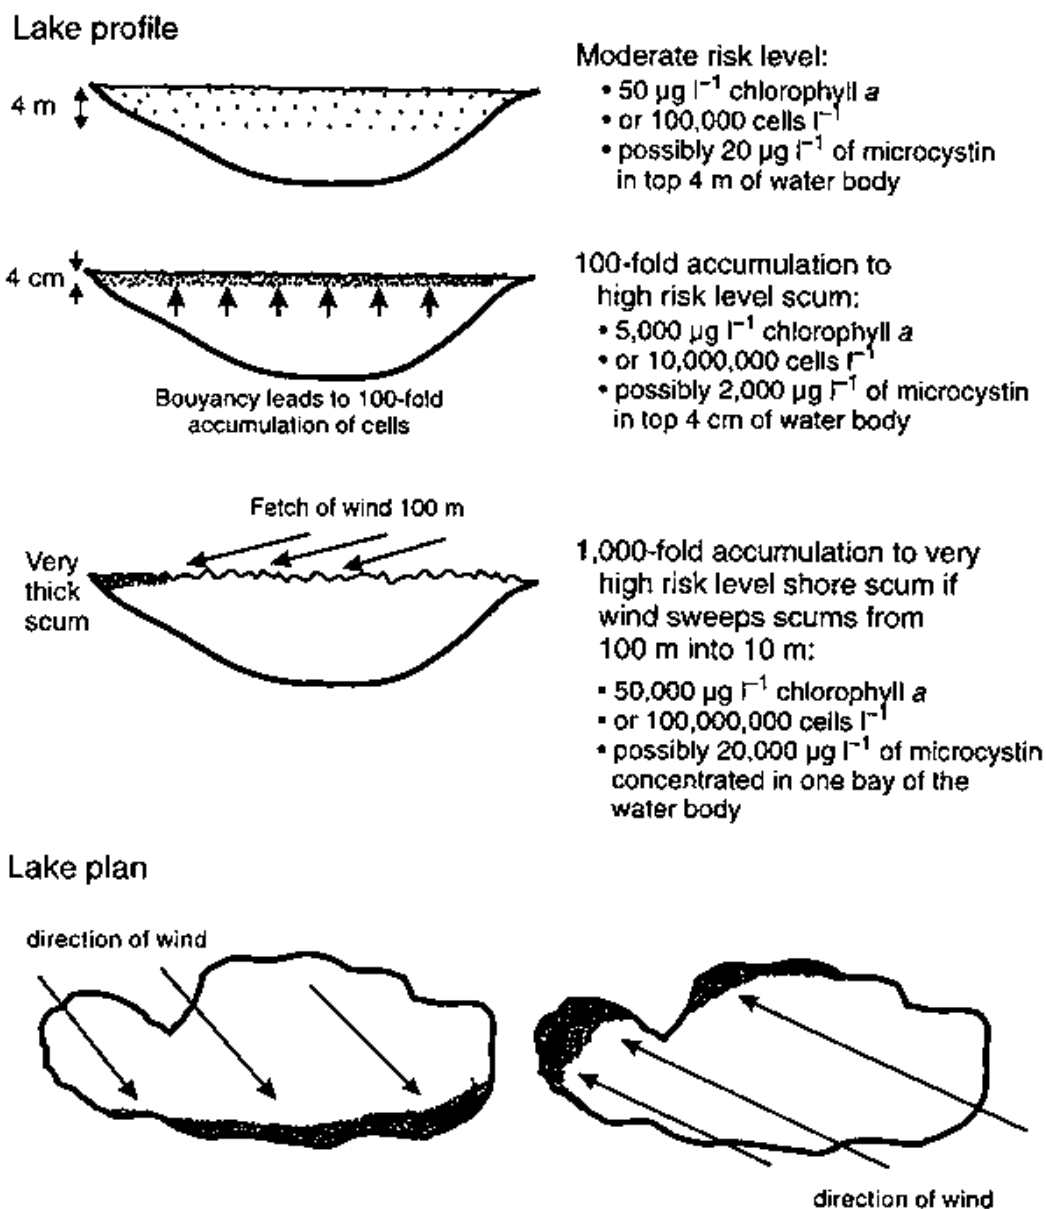 Lake profile
4 m
Moderate risk level:
• 50 µg l⁻¹ chlorophyll a
• or 100,000 cells l⁻¹
• possibly 20 µg l⁻¹ of microcystin
in top 4 m of water body
4 cm
Bouyancy leads to 100-fold
accumulation of cells
100-fold accumulation to
high risk level scum:
• 5,000 µg l⁻¹ chlorophyll a
• or 10,000,000 cells l⁻¹
• possibly 2,000 µg l⁻¹ of microcystin
in top 4 cm of water body
Fetch of wind 100 m
Very
thick
scum
1,000-fold accumulation to very
high risk level shore scum if
wind sweeps scums from
100 m into 10 m:
• 50,000 µg l⁻¹ chlorophyll a
• or 100,000,000 cells l⁻¹
• possibly 20,000 µg l⁻¹ of microcystin
concentrated in one bay of the
water body
Lake plan
direction of wind
direction of wind